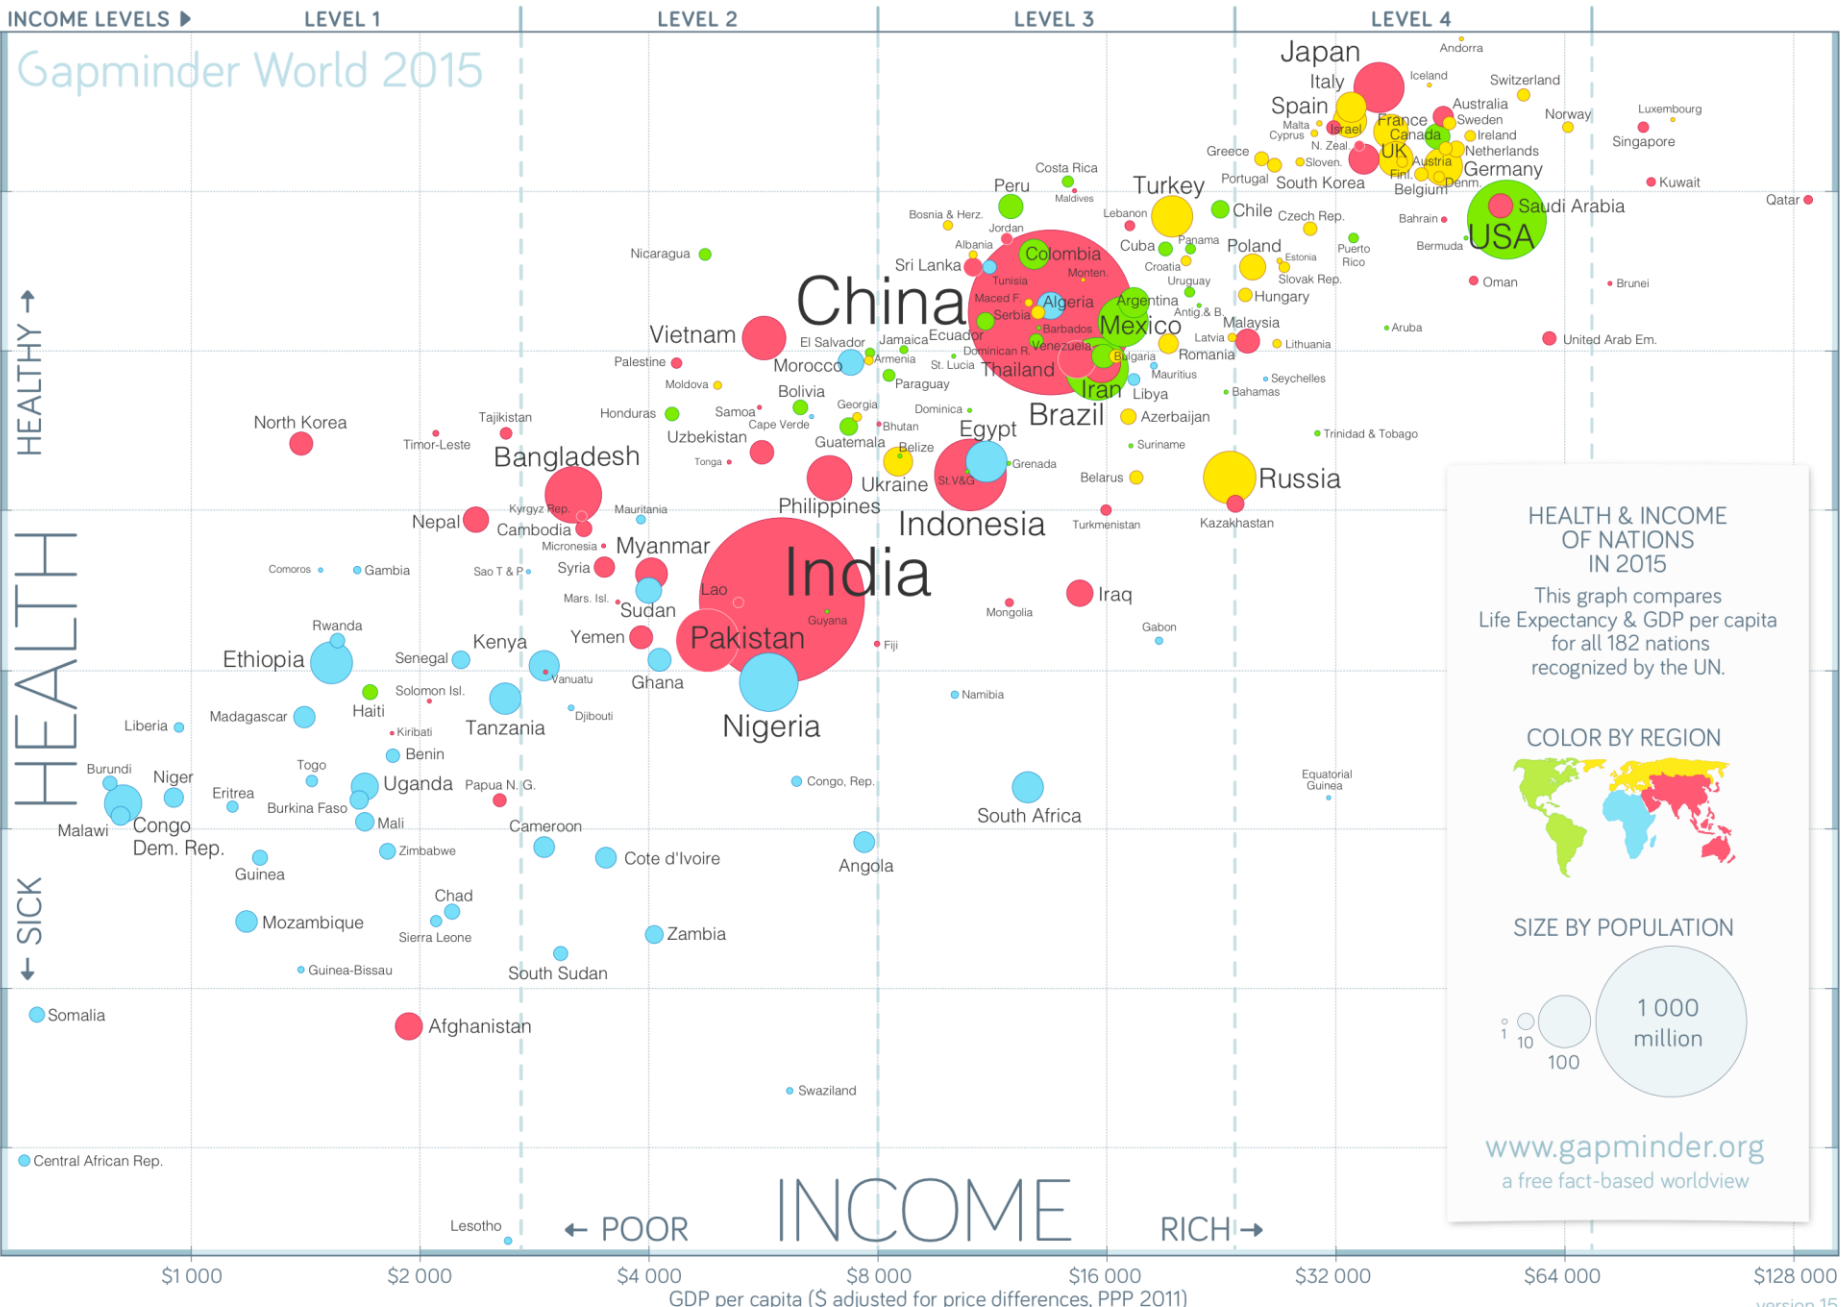 INCOME LEVELS ▶
LEVEL 1
LEVEL 2
LEVEL 3
LEVEL 4
Gapminder World 2015
Japan
Andorra
Italy
Iceland
Switzerland
Spain
Australia
Malta
Israel
France
Sweden
Norway
Luxembourg
Cyprus
Canada
Ireland
Singapore
N. Zeal.
UK
Netherlands
Greece
Sloven.
Austria
Germany
Portugal
South Korea
Finl.
Denm.
Belgium
Kuwait
Costa Rica
Maldives
Peru
Turkey
Qatar
Saudi Arabia
USA
Bahrain
Bermuda
Chile
Czech Rep.
Lebanon
Bosnia & Herz.
Jordan
Cuba
Panama
Poland
Puerto
Rico
Nicaragua
Albania
Colombia
Croatia
Estonia
Slovak Rep.
Sri Lanka
Tunisia
Monten.
Uruguay
Oman
Brunei
China
Maced F.
Algeria
Argentina
Hungary
Antig.& B.
Serbia
Barbados
Mexico
Malaysia
Aruba
Vietnam
El Salvador
Jamaica
Ecuador
Venezuela
Latvia
Lithuania
United Arab Em.
Palestine
Morocco
Armenia
St. Lucia
Dominican R.
Bulgaria
Romania
Thailand
Mauritius
Moldova
Bolivia
Paraguay
Iran
Libya
Seychelles
Bahamas
Honduras
Samoa
Cape Verde
Georgia
Dominica
Brazil
Azerbaijan
North Korea
Tajikistan
Timor-Leste
Uzbekistan
Guatemala
Bhutan
Egypt
Suriname
Trinidad & Tobago
Bangladesh
Tonga
Belize
Grenada
Ukraine
St.V&G
Belarus
Russia
Philippines
Indonesia
Turkmenistan
Kazakhstan
Nepal
Kyrgyz Rep.
Cambodia
Mauritania
Micronesia
Myanmar
India
Comoros
Gambia
Sao T & P
Syria
Mars. Isl.
Sudan
Lao
Guyana
Mongolia
Iraq
Rwanda
Yemen
Pakistan
Fiji
Gabon
Ethiopia
Senegal
Kenya
Vanuatu
Ghana
Solomon Isl.
Haiti
Djibouti
Namibia
Liberia
Madagascar
Kiribati
Tanzania
Nigeria
Benin
Burundi
Niger
Togo
Uganda
Papua N. G.
Congo, Rep.
South Africa
Equatorial
Guinea
Eritrea
Burkina Faso
Malawi
Congo
Dem. Rep.
Mali
Cameroon
Zimbabwe
Cote d'Ivoire
Angola
Guinea
Chad
Mozambique
Sierra Leone
Zambia
Guinea-Bissau
South Sudan
Somalia
Afghanistan
Swaziland
Central African Rep.
Lesotho
HEALTHY →
HEALTH
← SICK
HEALTH & INCOME
OF NATIONS
IN 2015
This graph compares
Life Expectancy & GDP per capita
for all 182 nations
recognized by the UN.
COLOR BY REGION
SIZE BY POPULATION
1
10
100
1 000
million
www.gapminder.org
a free fact-based worldview
← POOR
INCOME
RICH →
$1 000
$2 000
$4 000
$8 000
$16 000
$32 000
$64 000
$128 000
GDP per capita ($ adjusted for price differences, PPP 2011)
version 15